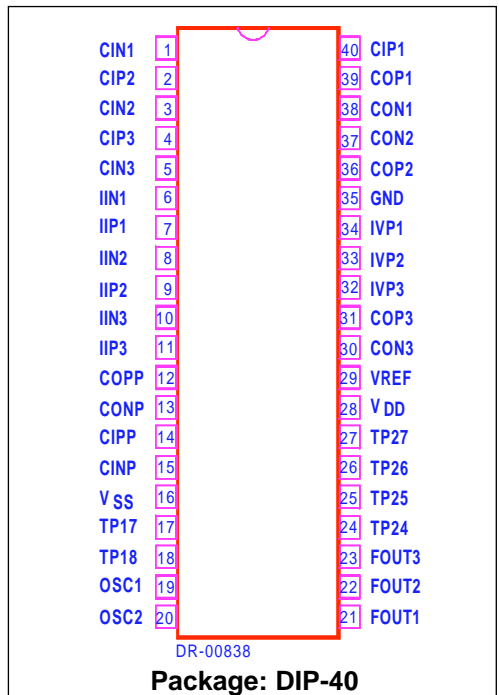 CIN1 1 40 CIP1
CIP2 2 39 COP1
CIN2 3 38 CON1
CIP3 4 37 CON2
CIN3 5 36 COP2
IIN1 6 35 GND
IIP1 7 34 IVP1
IIN2 8 33 IVP2
IIP2 9 32 IVP3
IIN3 10 31 COP3
IIP3 11 30 CON3
COPP 12 29 VREF
CONP 13 28 V DD
CIPP 14 27 TP27
CINP 15 26 TP26
V SS 16 25 TP25
TP17 17 24 TP24
TP18 18 23 FOUT3
OSC1 19 22 FOUT2
OSC2 20 21 FOUT1
DR-00838
Package: DIP-40